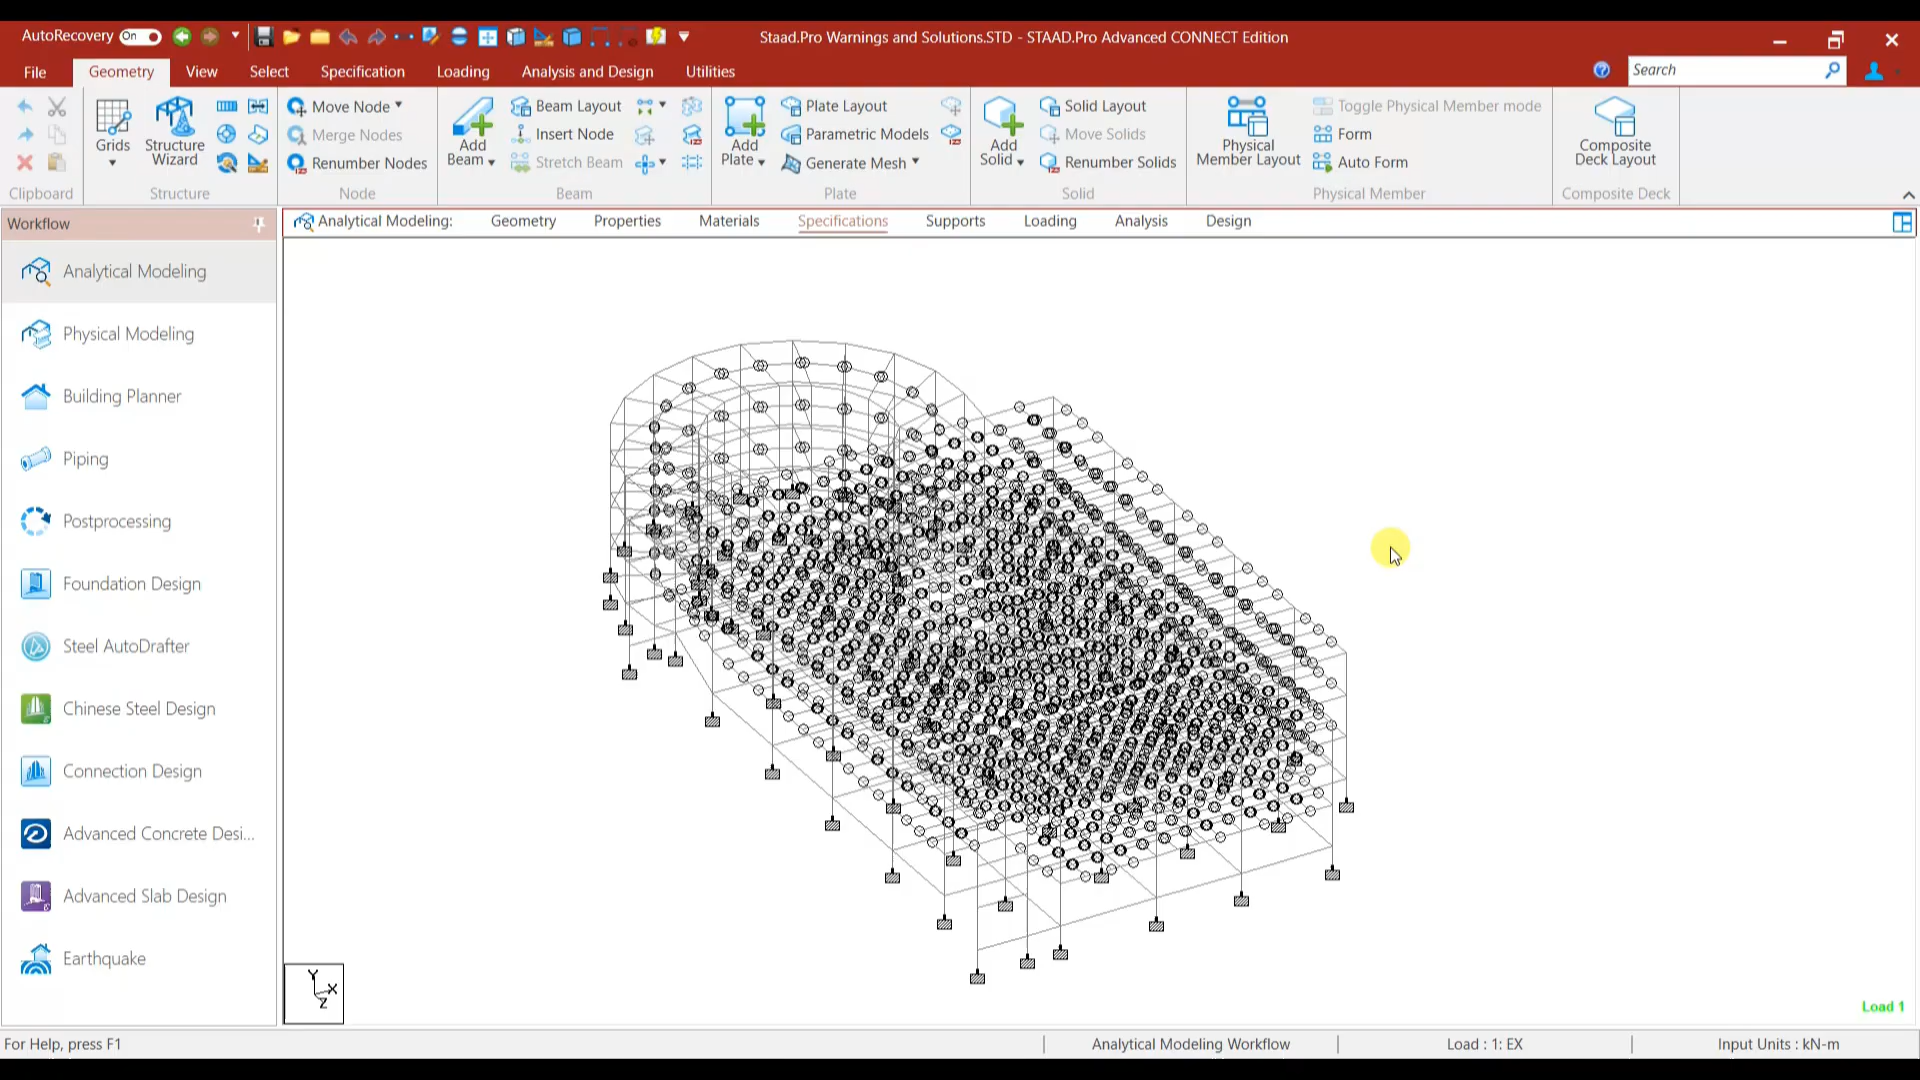 AutoRecovery On
Staad.Pro Warnings and Solutions.STD - STAAD.Pro Advanced CONNECT Edition
File Geometry View Select Specification Loading Analysis and Design Utilities
Search
Grids
Structure Wizard
Move Node
Merge Nodes
Renumber Nodes
Add Beam
Beam Layout
Insert Node
Stretch Beam
Add Plate
Plate Layout
Parametric Models
Generate Mesh
Add Solid
Solid Layout
Move Solids
Renumber Solids
Physical Member Layout
Toggle Physical Member mode
Form
Auto Form
Composite Deck Layout
Clipboard Structure Node Beam Plate Solid Physical Member Composite Deck
Workflow
Analytical Modeling: Geometry Properties Materials Specifications Supports Loading Analysis Design
Analytical Modeling
Physical Modeling
Building Planner
Piping
Postprocessing
Foundation Design
Steel AutoDrafter
Chinese Steel Design
Connection Design
Advanced Concrete Desi...
Advanced Slab Design
Earthquake
Y
X
Z
Load 1
For Help, press F1
Analytical Modeling Workflow
Load : 1: EX
Input Units : kN-m